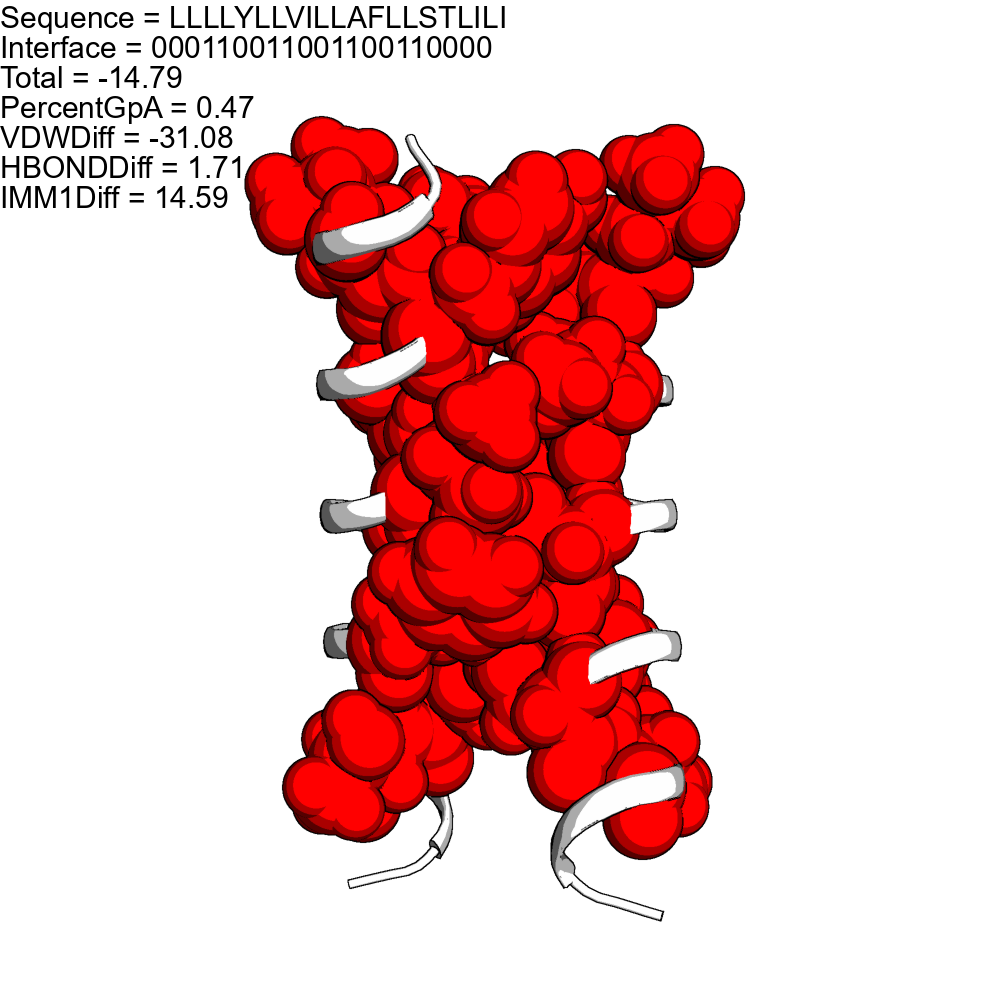 Sequence = LLLLYLLVILLAFLLSTLILI
Interface = 000110011001100110000
Total = -14.79
PercentGpA = 0.47
VDWDiff = -31.08
HBONDDiff = 1.71
IMM1Diff = 14.59